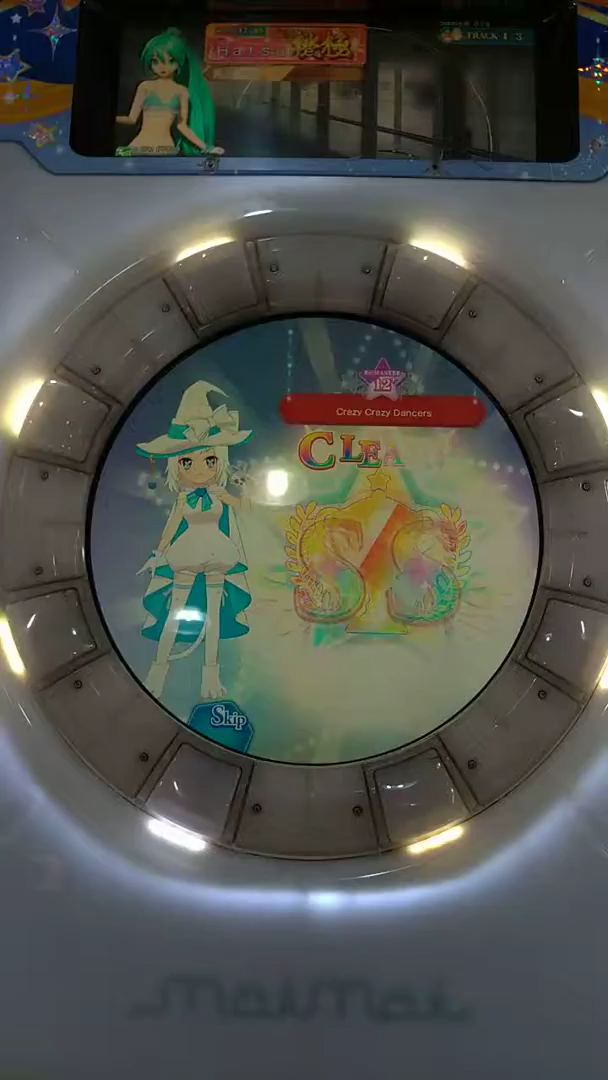 TRACK 1/3
RE:MASTER
12
Crazy Crazy Dancers
CLEA
SS
Skip
maimai